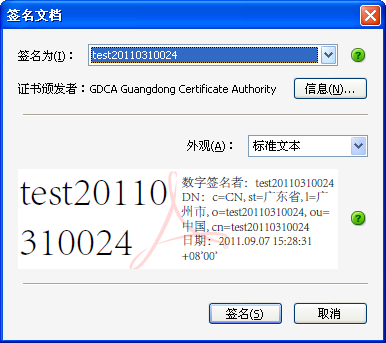 签名文档
签名为(I)： test20110310024
证书颁发者：GDCA Guangdong Certificate Authority 信息(N)...
外观(A)： 标准文本
test20110
310024
数字签名者：test20110310024
DN：c=CN, st=广东省, l=广
州市, o=test20110310024, ou=
中国, cn=test20110310024
日期：2011.09.07 15:28:31
+08'00'
签名(S) 取消